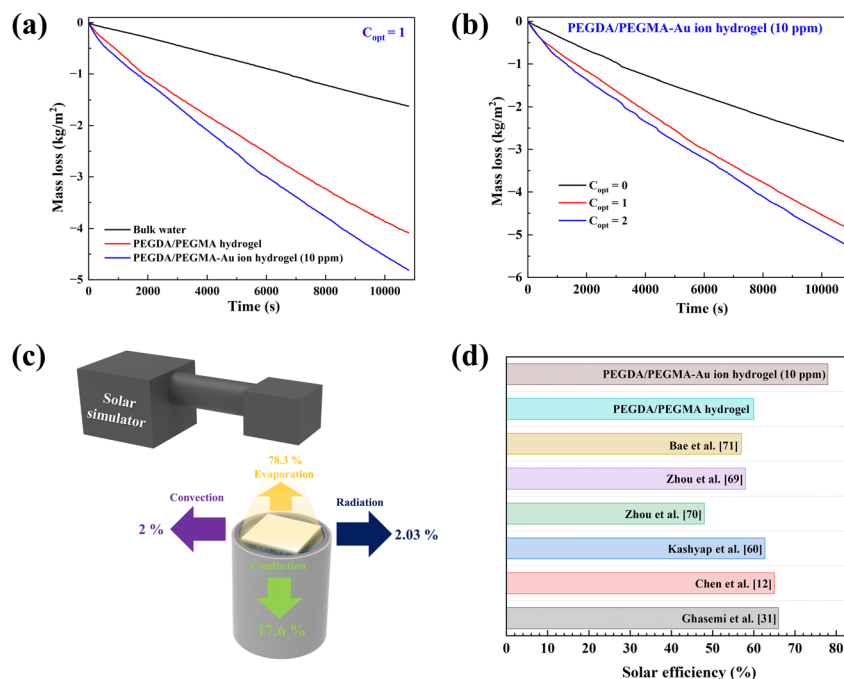 (a)
C_opt = 1
0
−1
−2
−3
−4
−5
Mass loss (kg/m²)
Bulk water
PEGDA/PEGMA hydrogel
PEGDA/PEGMA-Au ion hydrogel (10 ppm)
0 2000 4000 6000 8000 10000
Time (s)
(b)
PEGDA/PEGMA-Au ion hydrogel (10 ppm)
0
−1
−2
−3
−4
−5
−6
Mass loss (kg/m²)
C_opt = 0
C_opt = 1
C_opt = 2
0 2000 4000 6000 8000 10000
Time (s)
(c)
Solar
simulator
78.3 %
Evaporation
Convection
2 %
Radiation
2.03 %
Conduction
17.6 %
(d)
PEGDA/PEGMA-Au ion hydrogel (10 ppm)
PEGDA/PEGMA hydrogel
Bae et al. [71]
Zhou et al. [69]
Zhou et al. [70]
Kashyap et al. [60]
Chen et al. [12]
Ghasemi et al. [31]
0 10 20 30 40 50 60 70 80
Solar efficiency (%)